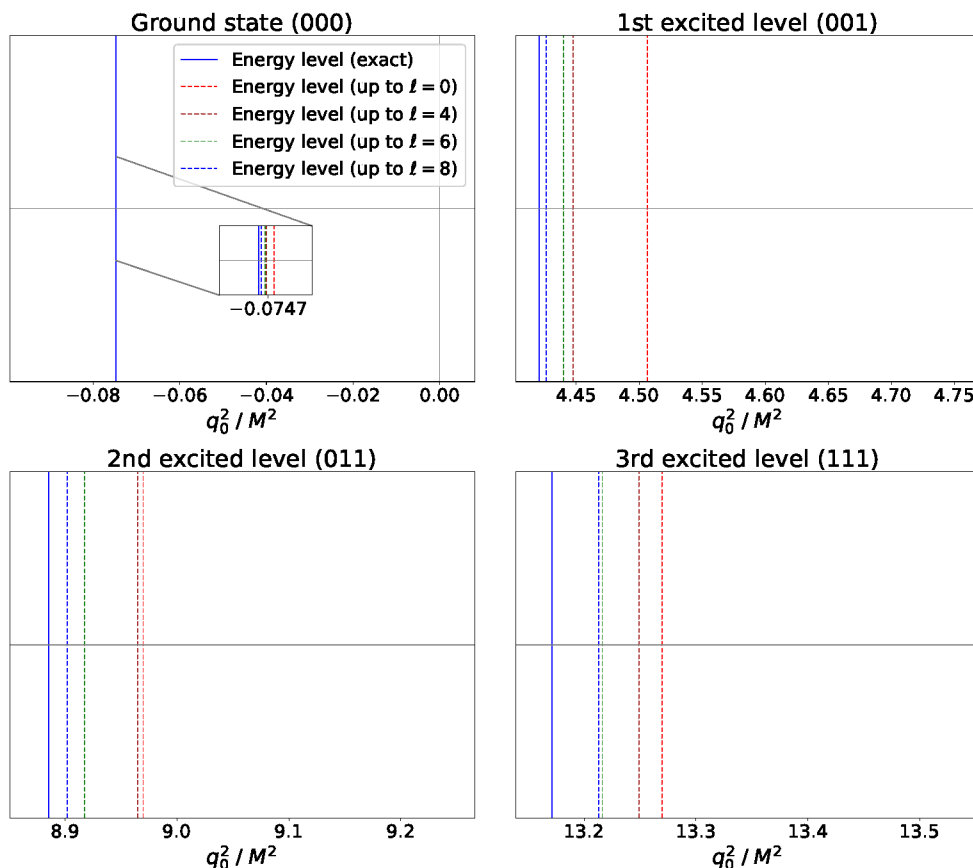 Ground state (000)
Energy level (exact)
Energy level (up to ℓ = 0)
Energy level (up to ℓ = 4)
Energy level (up to ℓ = 6)
Energy level (up to ℓ = 8)
−0.0747
−0.08 −0.06 −0.04 −0.02 0.00
q₀² / M²
1st excited level (001)
4.45 4.50 4.55 4.60 4.65 4.70 4.75
q₀² / M²
2nd excited level (011)
8.9 9.0 9.1 9.2
q₀² / M²
3rd excited level (111)
13.2 13.3 13.4 13.5
q₀² / M²